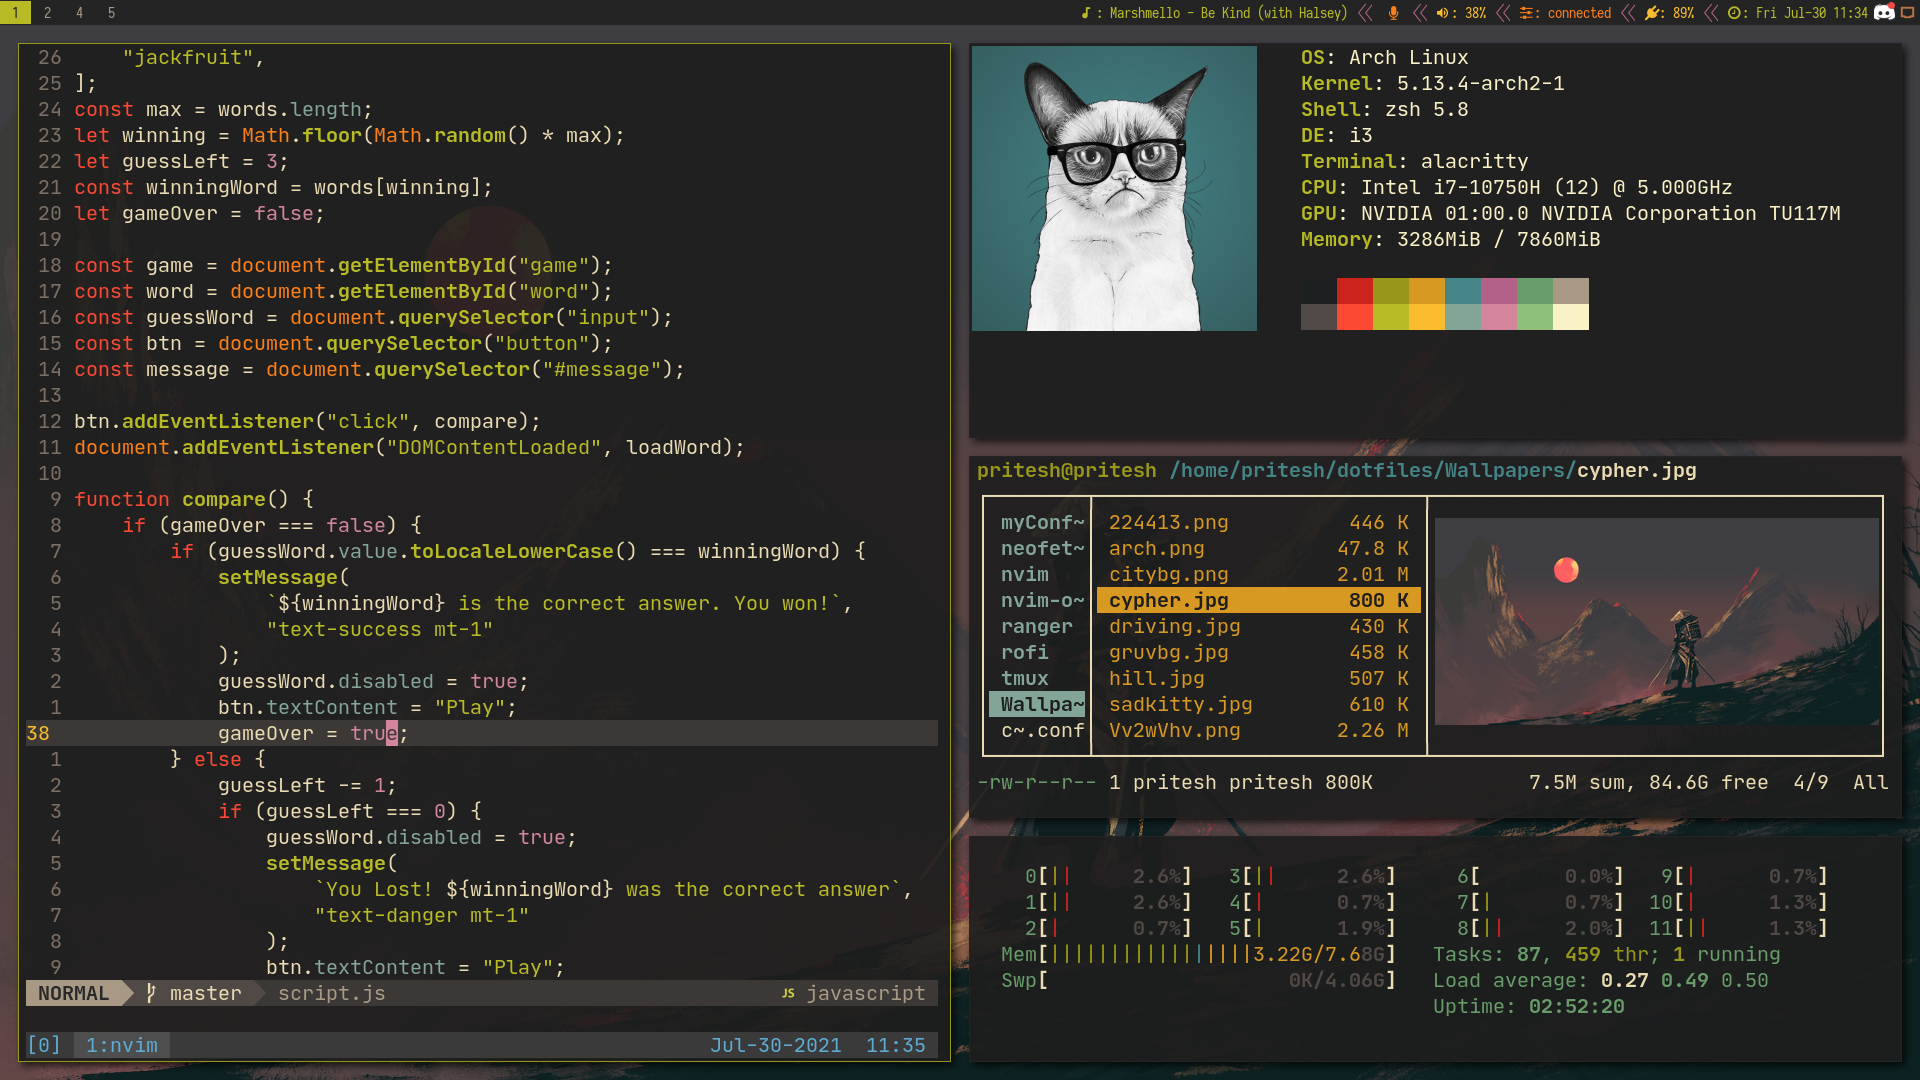 1 2 4 5
: Marshmello - Be Kind (with Halsey) : 38% : connected : 89% : Fri Jul-30 11:34
26     "jackfruit",
25 ];
24 const max = words.length;
23 let winning = Math.floor(Math.random() * max);
22 let guessLeft = 3;
21 const winningWord = words[winning];
20 let gameOver = false;
19
18 const game = document.getElementById("game");
17 const word = document.getElementById("word");
16 const guessWord = document.querySelector("input");
15 const btn = document.querySelector("button");
14 const message = document.querySelector("#message");
13
12 btn.addEventListener("click", compare);
11 document.addEventListener("DOMContentLoaded", loadWord);
10
9 function compare() {
8     if (gameOver === false) {
7         if (guessWord.value.toLocaleLowerCase() === winningWord) {
6             setMessage(
5                 `${winningWord} is the correct answer. You won!`,
4                 "text-success mt-1"
3             );
2             guessWord.disabled = true;
1             btn.textContent = "Play";
38             gameOver = true;
1         } else {
2             guessLeft -= 1;
3             if (guessLeft === 0) {
4                 guessWord.disabled = true;
5                 setMessage(
6                     `You Lost! ${winningWord} was the correct answer`,
7                     "text-danger mt-1"
8                 );
9                 btn.textContent = "Play";
NORMAL master script.js JS javascript
[0] 1:nvim Jul-30-2021 11:35
OS: Arch Linux
Kernel: 5.13.4-arch2-1
Shell: zsh 5.8
DE: i3
Terminal: alacritty
CPU: Intel i7-10750H (12) @ 5.000GHz
GPU: NVIDIA 01:00.0 NVIDIA Corporation TU117M
Memory: 3286MiB / 7860MiB
pritesh@pritesh /home/pritesh/dotfiles/Wallpapers/cypher.jpg
myConf~ 224413.png 446 K
neofet~ arch.png 47.8 K
nvim citybg.png 2.01 M
nvim-o~ cypher.jpg 800 K
ranger driving.jpg 430 K
rofi gruvbg.jpg 458 K
tmux hill.jpg 507 K
Wallpa~ sadkitty.jpg 610 K
c~.conf Vv2wVhv.png 2.26 M
-rw-r--r-- 1 pritesh pritesh 800K 7.5M sum, 84.6G free 4/9 All
0[|| 2.6%] 3[|| 2.6%] 6[ 0.0%] 9[| 0.7%]
1[|| 2.6%] 4[| 0.7%] 7[| 0.7%] 10[| 1.3%]
2[| 0.7%] 5[| 1.9%] 8[|| 2.0%] 11[|| 1.3%]
Mem[|||||||||||||||||3.22G/7.68G] Tasks: 87, 459 thr; 1 running
Swp[ 0K/4.06G] Load average: 0.27 0.49 0.50
Uptime: 02:52:20